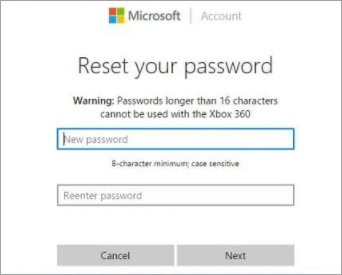 Microsoft | Account
Reset your password
Warning: Passwords longer than 16 characters
cannot be used with the Xbox 360
New password
8-character minimum; case sensitive
Reenter password
Cancel Next